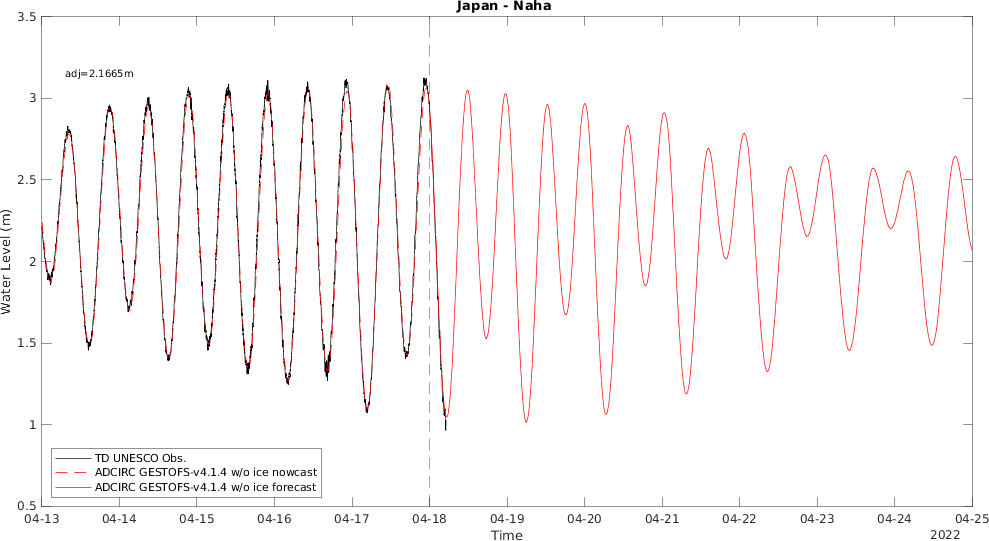 Japan - Naha
3.5
adj=2.1665m
3
2.5
2
1.5
1
0.5
Water Level (m)
TD UNESCO Obs.
ADCIRC GESTOFS-v4.1.4 w/o ice nowcast
ADCIRC GESTOFS-v4.1.4 w/o ice forecast
04-13 04-14 04-15 04-16 04-17 04-18 04-19 04-20 04-21 04-22 04-23 04-24 04-25
Time
2022